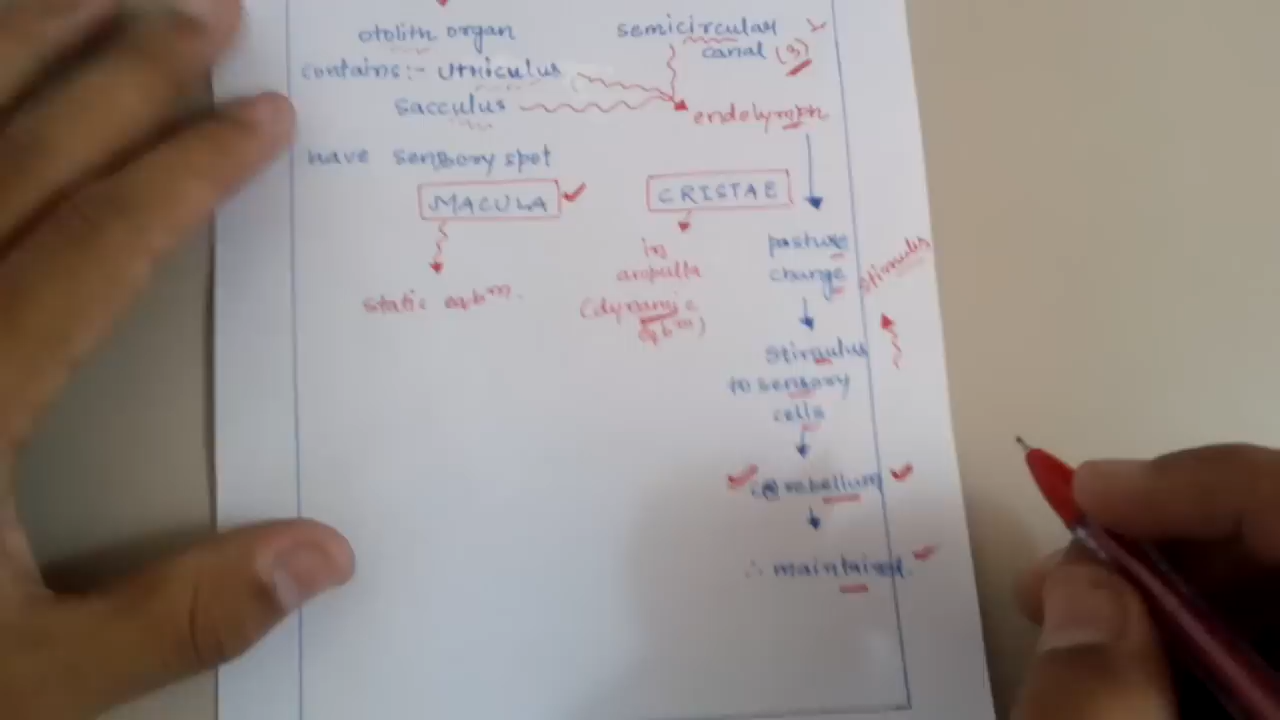 otolith organ
semicircular
canal (3)
contains:- Utriculus
sacculus
endolymph
have sensory spot
MACULA
CRISTAE
static eqbm.
in
ampulla
(dynamic
eqbm)
posture
change
stimulus
stimulus
to sensory
cells
cerebellum
∴ maintained.